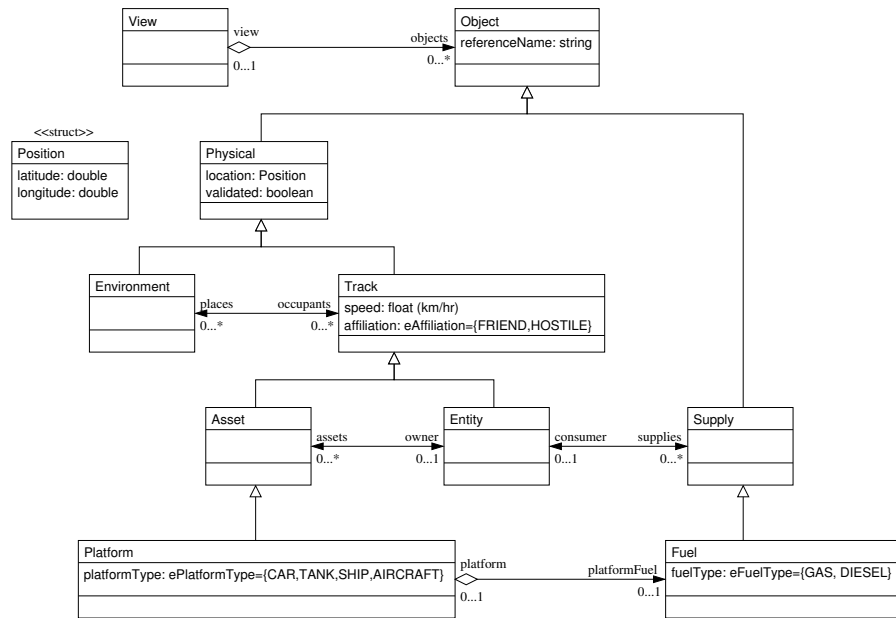 View
Object
view
objects
referenceName: string
0...1
0...*
<<struct>>
Position
Physical
latitude: double
longitude: double
location: Position
validated: boolean
Environment
Track
places
occupants
speed: float (km/hr)
0...*
0...*
affiliation: eAffiliation={FRIEND,HOSTILE}
Asset
Entity
Supply
assets
owner
consumer
supplies
0...*
0...1
0...1
0...*
Platform
Fuel
platform
platformFuel
platformType: ePlatformType={CAR,TANK,SHIP,AIRCRAFT}
fuelType: eFuelType={GAS, DIESEL}
0...1
0...1